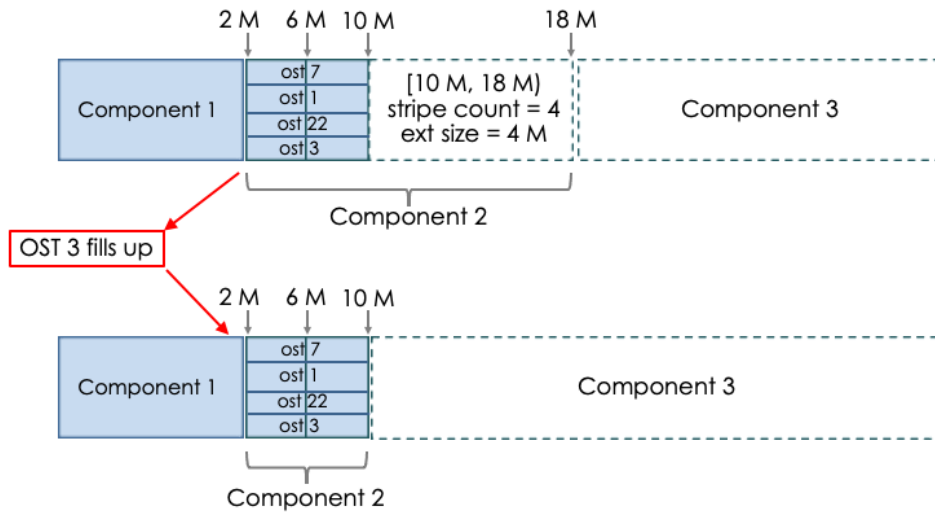 2 M 6 M 10 M 18 M
Component 1
ost 7
ost 1
ost 22
ost 3
[10 M, 18 M)
stripe count = 4
ext size = 4 M
Component 3
Component 2
OST 3 fills up
2 M 6 M 10 M
Component 1
ost 7
ost 1
ost 22
ost 3
Component 3
Component 2